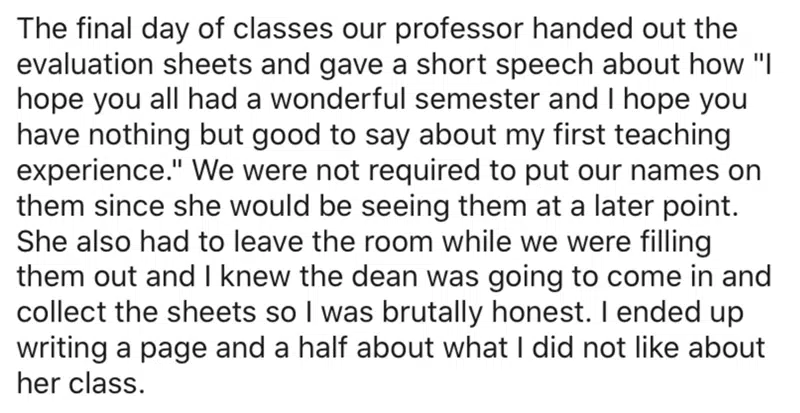 The final day of classes our professor handed out the
evaluation sheets and gave a short speech about how "I
hope you all had a wonderful semester and I hope you
have nothing but good to say about my first teaching
experience." We were not required to put our names on
them since she would be seeing them at a later point.
She also had to leave the room while we were filling
them out and I knew the dean was going to come in and
collect the sheets so I was brutally honest. I ended up
writing a page and a half about what I did not like about
her class.